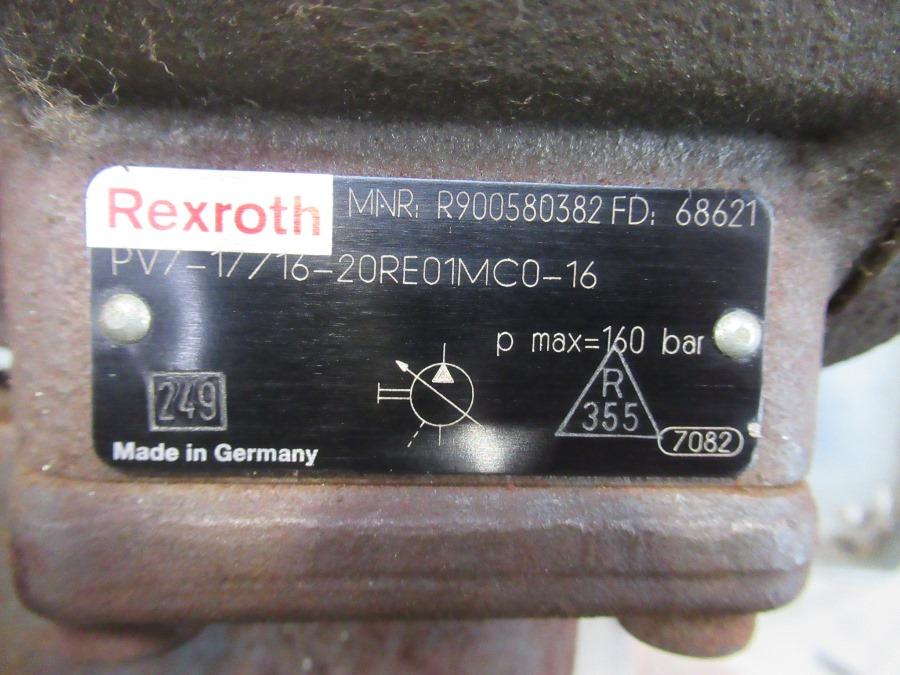 Rexroth MNR: R900580382 FD: 68621
PV7-17/16-20RE01MC0-16
p max=160 bar
249
R
355
7082
Made in Germany